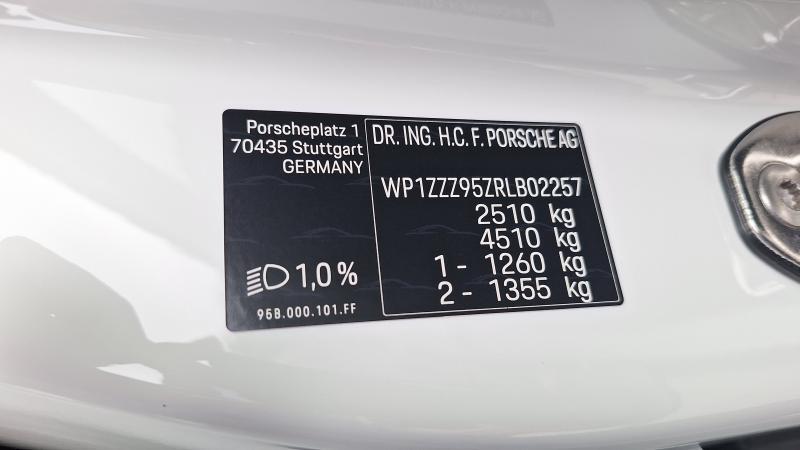 Porscheplatz 1
70435 Stuttgart
GERMANY
1,0%
95B.000.101.FF
DR. ING. H.C. F. PORSCHE AG
WP1ZZZ95ZRLB02257
2510 kg
4510 kg
1 - 1260 kg
2 - 1355 kg